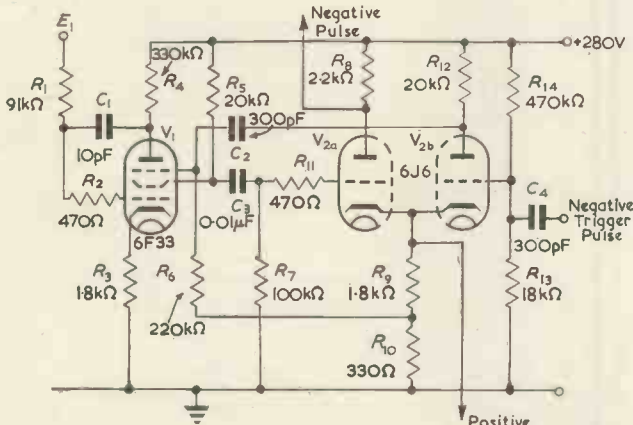 Negative
Pulse
E1
+280V
330kΩ
R4
R8
2·2kΩ
R12
20kΩ
R14
470kΩ
R1
91kΩ
C1
R5
20kΩ
300pF
V1
V2a
V2b
10pF
C2
R11
6J6
R2
C4
470Ω
C3
470Ω
Negative
Trigger
Pulse
6F33
0·01μF
300pF
R3
1·8kΩ
R6
R7
100kΩ
R9
1·8kΩ
R13
18kΩ
220kΩ
R10
330Ω
Positive